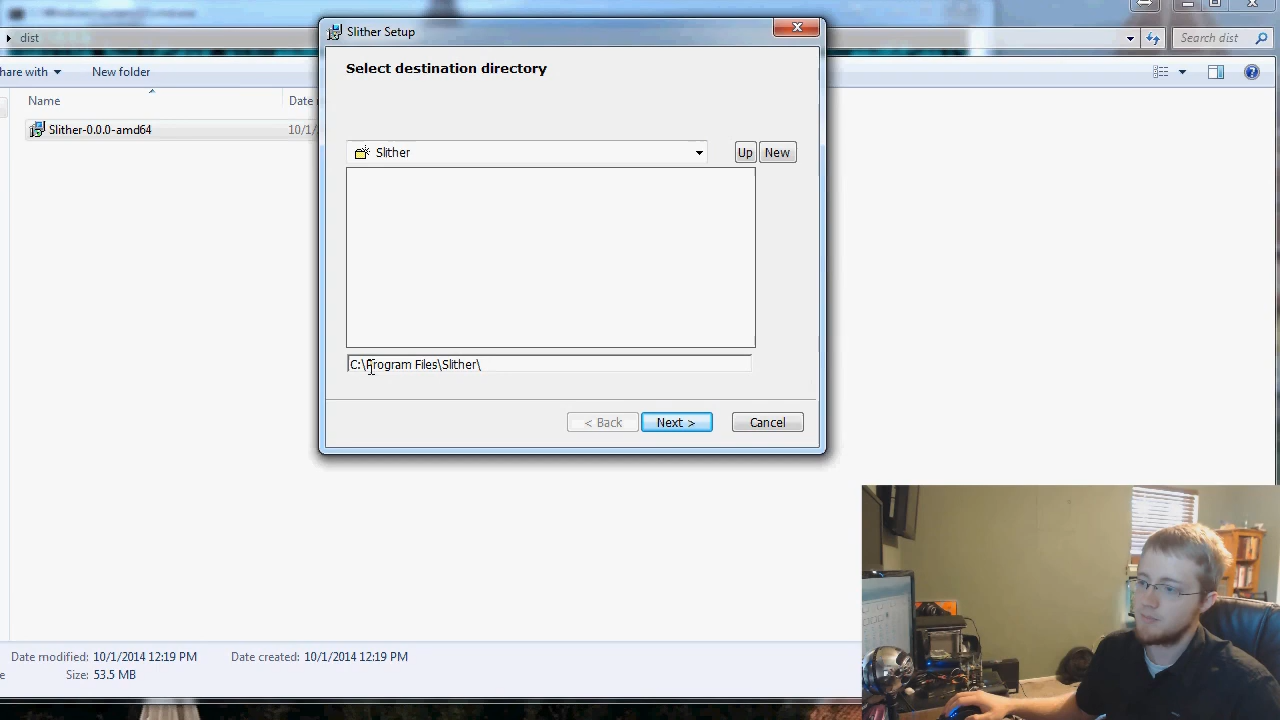 dist
Search dist
hare with
New folder
Name
Date
Slither-0.0.0-amd64
10/1/
Slither Setup
Select destination directory
Slither
Up
New
C:\Program Files\Slither\
< Back
Next >
Cancel
Date modified: 10/1/2014 12:19 PM
Date created: 10/1/2014 12:19 PM
e
Size: 53.5 MB